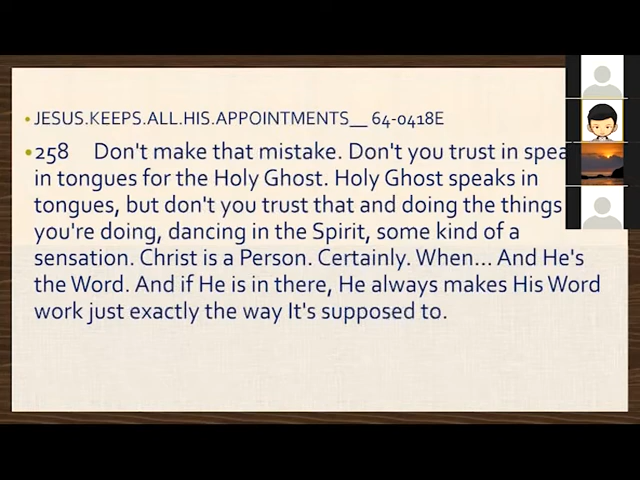 JESUS.KEEPS.ALL.HIS.APPOINTMENTS__ 64-0418E
258 Don't make that mistake. Don't you trust in
in tongues for the Holy Ghost. Holy Ghost speaks in
tongues, but don't you trust that and doing the things
you're doing, dancing in the Spirit, some kind of a
sensation. Christ is a Person. Certainly. When... And He's
the Word. And if He is in there, He always makes His Word
work just exactly the way It's supposed to.